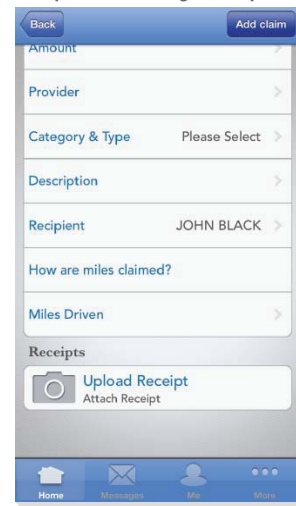 Back Add claim
Amount
Provider
Category & Type Please Select
Description
Recipient JOHN BLACK
How are miles claimed?
Miles Driven
Receipts
Upload Receipt
Attach Receipt
Home Messages Me More